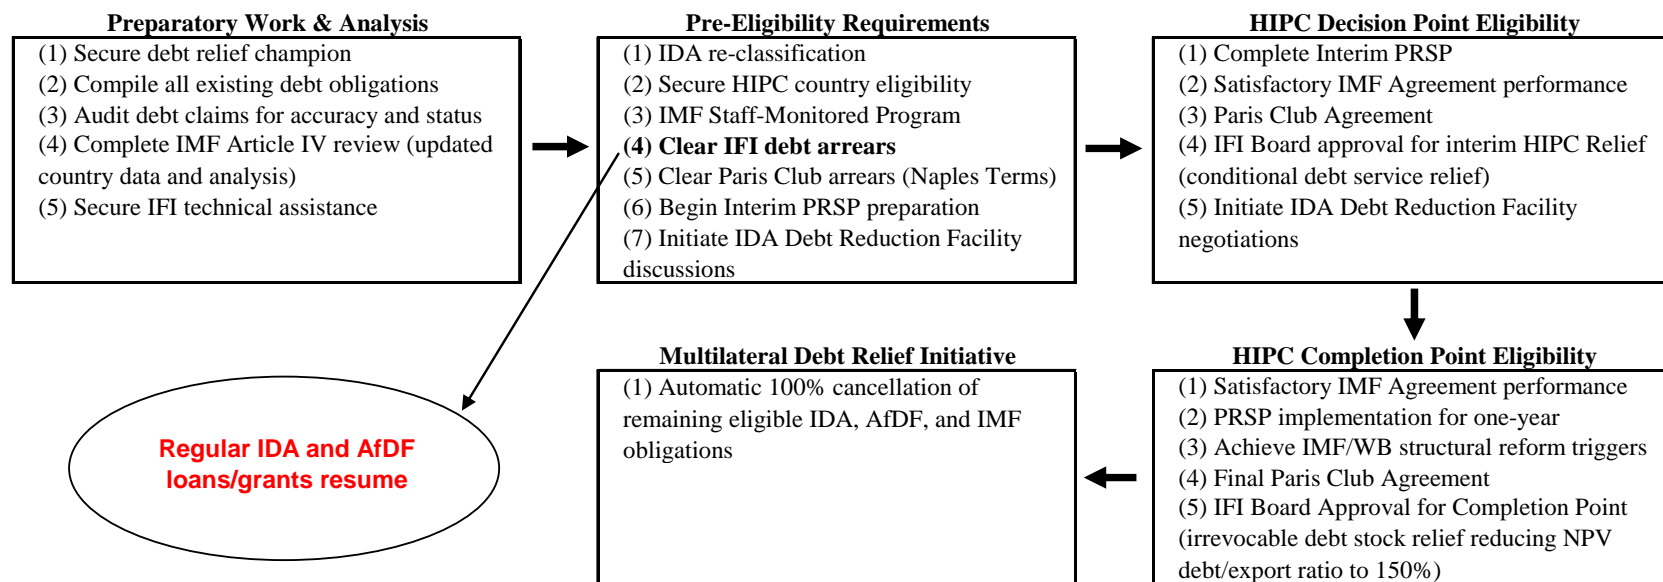 Preparatory Work & Analysis
(1) Secure debt relief champion
(2) Compile all existing debt obligations
(3) Audit debt claims for accuracy and status
(4) Complete IMF Article IV review (updated
country data and analysis)
(5) Secure IFI technical assistance
Pre-Eligibility Requirements
(1) IDA re-classification
(2) Secure HIPC country eligibility
(3) IMF Staff-Monitored Program
(4) Clear IFI debt arrears
(5) Clear Paris Club arrears (Naples Terms)
(6) Begin Interim PRSP preparation
(7) Initiate IDA Debt Reduction Facility
discussions
HIPC Decision Point Eligibility
(1) Complete Interim PRSP
(2) Satisfactory IMF Agreement performance
(3) Paris Club Agreement
(4) IFI Board approval for interim HIPC Relief
(conditional debt service relief)
(5) Initiate IDA Debt Reduction Facility
negotiations
HIPC Completion Point Eligibility
(1) Satisfactory IMF Agreement performance
(2) PRSP implementation for one-year
(3) Achieve IMF/WB structural reform triggers
(4) Final Paris Club Agreement
(5) IFI Board Approval for Completion Point
(irrevocable debt stock relief reducing NPV
debt/export ratio to 150%)
Multilateral Debt Relief Initiative
(1) Automatic 100% cancellation of
remaining eligible IDA, AfDF, and IMF
obligations
Regular IDA and AfDF
loans/grants resume